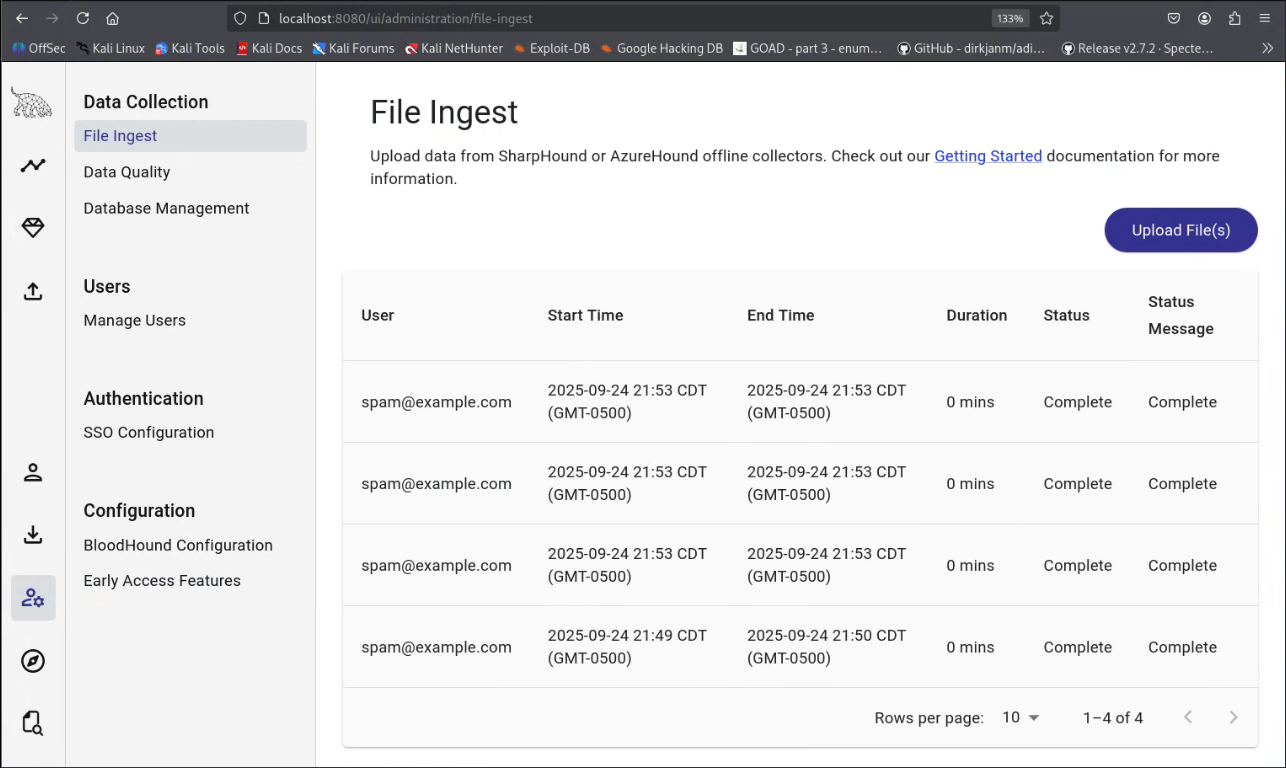 localhost:8080/ui/administration/file-ingest
133%
OffSec Kali Linux Kali Tools Kali Docs Kali Forums Kali NetHunter Exploit-DB Google Hacking DB GOAD - part 3 - enum… GitHub - dirkjanm/adi… Release v2.7.2 · Specte…
Data Collection
File Ingest
Data Quality
Database Management
Users
Manage Users
Authentication
SSO Configuration
Configuration
BloodHound Configuration
Early Access Features
File Ingest
Upload data from SharpHound or AzureHound offline collectors. Check out our Getting Started documentation for more
information.
Upload File(s)
User Start Time End Time Duration Status Status
Message
spam@example.com 2025-09-24 21:53 CDT 2025-09-24 21:53 CDT 0 mins Complete Complete
(GMT-0500) (GMT-0500)
spam@example.com 2025-09-24 21:53 CDT 2025-09-24 21:53 CDT 0 mins Complete Complete
(GMT-0500) (GMT-0500)
spam@example.com 2025-09-24 21:53 CDT 2025-09-24 21:53 CDT 0 mins Complete Complete
(GMT-0500) (GMT-0500)
spam@example.com 2025-09-24 21:49 CDT 2025-09-24 21:50 CDT 0 mins Complete Complete
(GMT-0500) (GMT-0500)
Rows per page: 10 1–4 of 4